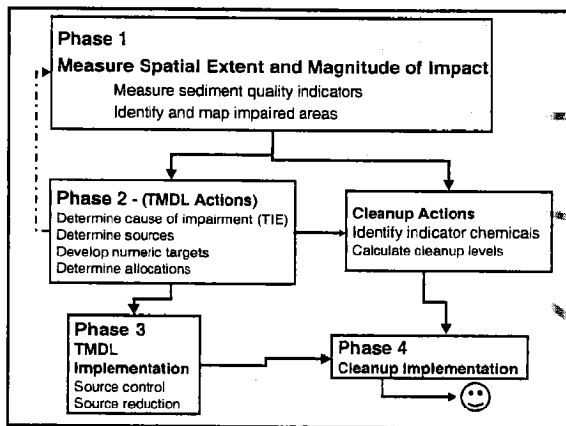 Phase 1
Measure Spatial Extent and Magnitude of Impact
Measure sediment quality indicators
Identify and map impaired areas
Phase 2 - (TMDL Actions)
Determine cause of impairment (TIE)
Determine sources
Develop numeric targets
Determine allocations
Cleanup Actions
Identify indicator chemicals
Calculate cleanup levels
Phase 3
TMDL
Implementation
Source control
Source reduction
Phase 4
Cleanup Implementation